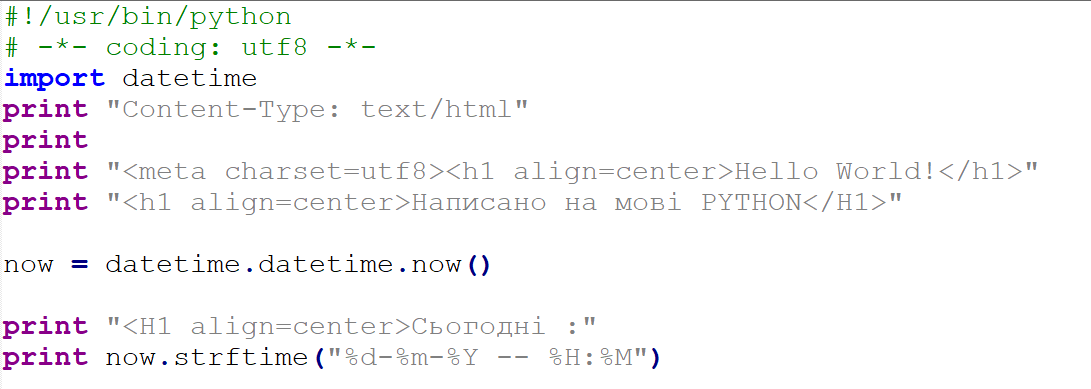 #!/usr/bin/python
# -*- coding: utf8 -*-
import datetime
print "Content-Type: text/html"
print
print "<meta charset=utf8><h1 align=center>Hello World!</h1>"
print "<h1 align=center>Написано на мові PYTHON</H1>"
now = datetime.datetime.now()
print "<H1 align=center>Сьогодні :"
print now.strftime("%d-%m-%Y -- %H:%M")